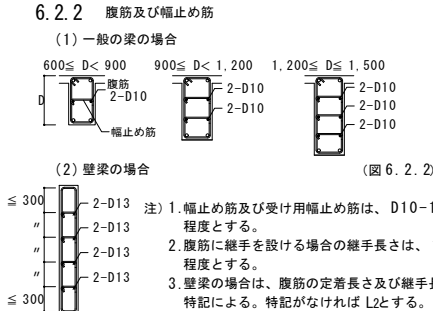 6.2.2 腹筋及び幅止め筋
(1) 一般の梁の場合
600≦ D< 900 900≦ D< 1,200 1,200≦ D≦ 1,500
腹筋
2-D10
2-D10
2-D10
2-D10
2-D10
2-D10
D
幅止め筋
(2) 壁梁の場合
(図 6.2.2)
≦ 300
〃
〃
〃
≦ 300
2-D13
2-D13
2-D13
2-D13
注) 1.幅止め筋及び受け用幅止め筋は、D10-1
程度とする。
2.腹筋に継手を設ける場合の継手長さは、
程度とする。
3.壁梁の場合は、腹筋の定着長さ及び継手長
特記による。特記がなければ L2とする。